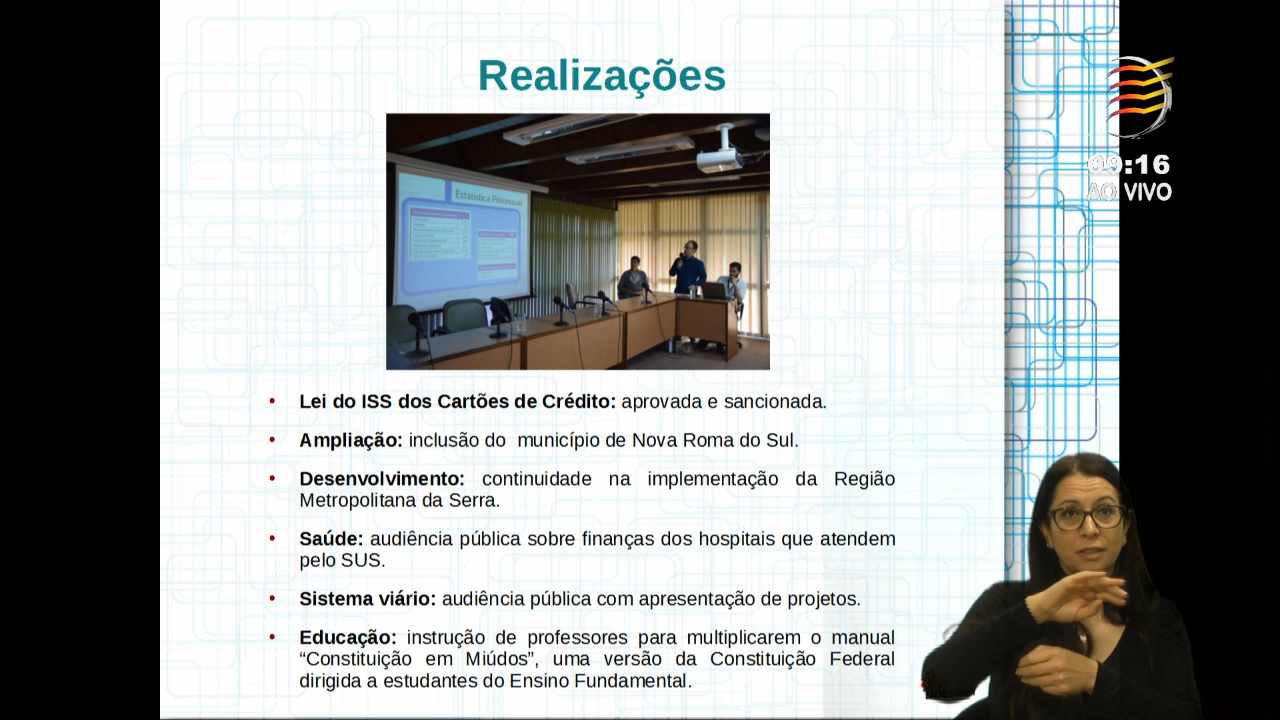 Realizações
09:16
AO VIVO
Estatística Processual
• Lei do ISS dos Cartões de Crédito: aprovada e sancionada.
• Ampliação: inclusão do  município de Nova Roma do Sul.
• Desenvolvimento: continuidade na implementação da Região
Metropolitana da Serra.
• Saúde: audiência pública sobre finanças dos hospitais que atendem
pelo SUS.
• Sistema viário: audiência pública com apresentação de projetos.
• Educação: instrução de professores para multiplicarem o manual
“Constituição em Miúdos”, uma versão da Constituição Federal
dirigida a estudantes do Ensino Fundamental.